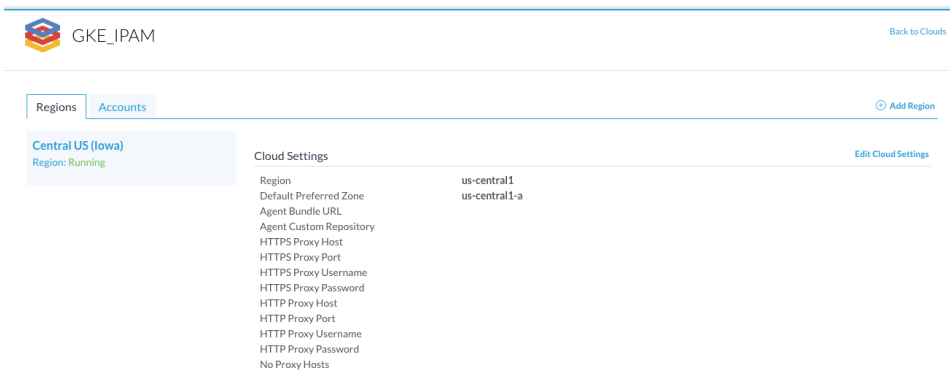 GKE_IPAM
Back to Clouds
Regions Accounts
Add Region
Central US (Iowa)
Region: Running
Cloud Settings
Edit Cloud Settings
Region us-central1
Default Preferred Zone us-central1-a
Agent Bundle URL
Agent Custom Repository
HTTPS Proxy Host
HTTPS Proxy Port
HTTPS Proxy Username
HTTPS Proxy Password
HTTP Proxy Host
HTTP Proxy Port
HTTP Proxy Username
HTTP Proxy Password
No Proxy Hosts